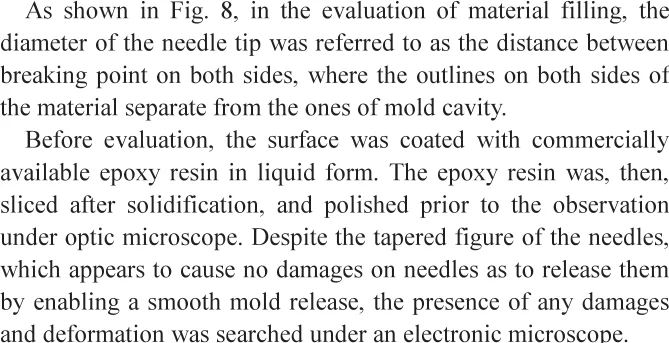 As shown in Fig. 8, in the evaluation of material filling, the
diameter of the needle tip was referred to as the distance between
breaking point on both sides, where the outlines on both sides of
the material separate from the ones of mold cavity.
Before evaluation, the surface was coated with commercially
available epoxy resin in liquid form. The epoxy resin was, then,
sliced after solidification, and polished prior to the observation
under optic microscope. Despite the tapered figure of the needles,
which appears to cause no damages on needles as to release them
by enabling a smooth mold release, the presence of any damages
and deformation was searched under an electronic microscope.